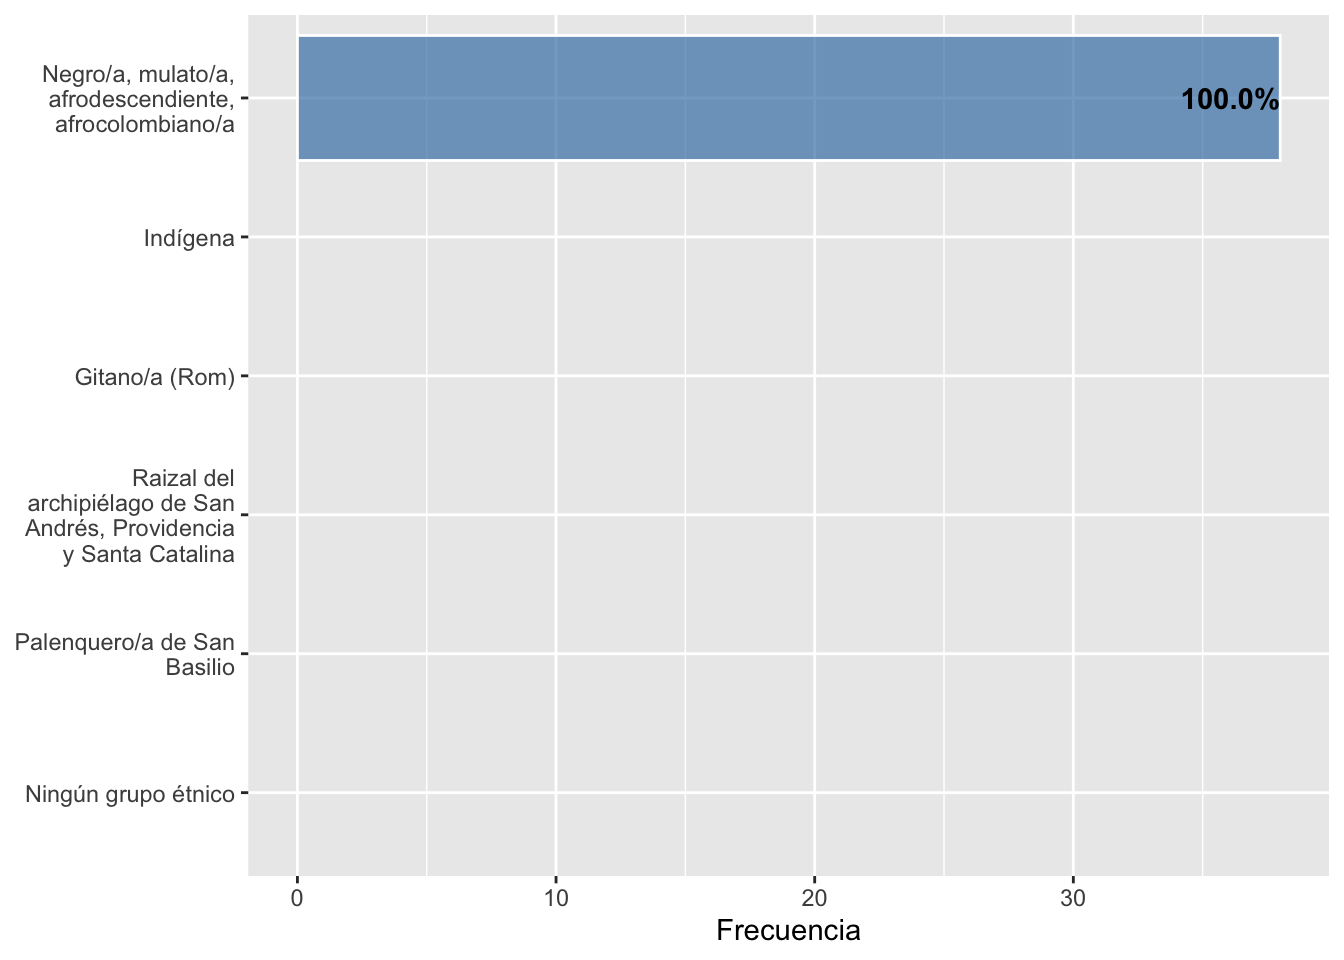 Negro/a, mulato/a,
afrodescendiente,
afrocolombiano/a
100.0%
Indígena
Gitano/a (Rom)
Raizal del
archipiélago de San
Andrés, Providencia
y Santa Catalina
Palenquero/a de San
Basilio
Ningún grupo étnico
0 10 20 30
Frecuencia